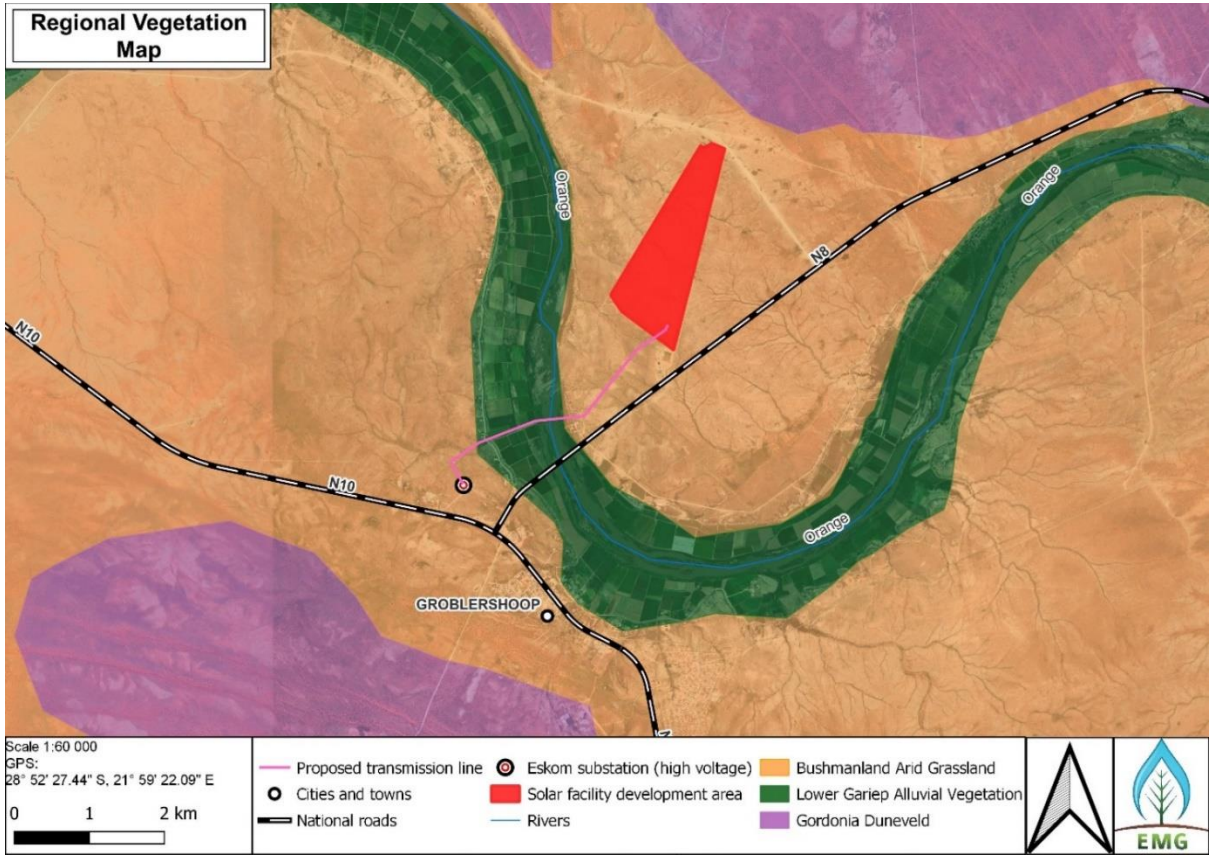 Regional Vegetation
Map
Orange
Orange
N8
N10
N10
Orange
GROBLERSHOOP
N
Scale 1:60 000
GPS:
28° 52' 27.44" S, 21° 59' 22.09" E
0 1 2 km
Proposed transmission line
Cities and towns
National roads
Eskom substation (high voltage)
Solar facility development area
Rivers
Bushmanland Arid Grassland
Lower Gariep Alluvial Vegetation
Gordonia Duneveld
EMG